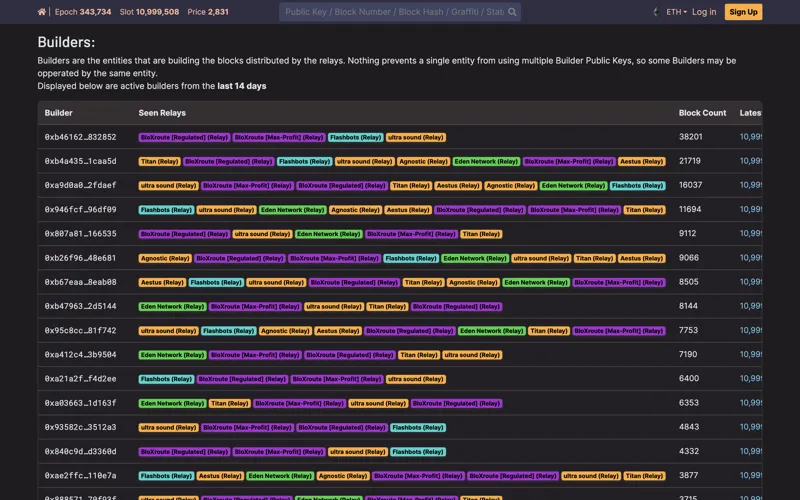 Epoch 343,734 Slot 10,999,508 Price 2,831 Public Key / Block Number / Block Hash / Graffiti / State ETH Log in Sign Up
Builders:
Builders are the entities that are building the blocks distributed by the relays. Nothing prevents a single entity from using multiple Builder Public Keys, so some Builders may be
opperated by the same entity.
Displayed below are active builders from the last 14 days
Builder Seen Relays Block Count Lates
0xb46162…832852 BloXroute [Regulated] (Relay) BloXroute [Max-Profit] (Relay) Flashbots (Relay) ultra sound (Relay) 38201 10,999
0xb4a435…1caa5d Titan (Relay) BloXroute [Regulated] (Relay) Flashbots (Relay) ultra sound (Relay) Agnostic (Relay) Eden Network (Relay) BloXroute [Max-Profit] (Relay) Aestus (Relay) 21719 10,999
0xa9d0a0…2fdaef ultra sound (Relay) BloXroute [Max-Profit] (Relay) BloXroute [Regulated] (Relay) Titan (Relay) Aestus (Relay) Agnostic (Relay) Eden Network (Relay) Flashbots (Relay) 16037 10,999
0x946fcf…96df09 Flashbots (Relay) ultra sound (Relay) Eden Network (Relay) Agnostic (Relay) Aestus (Relay) BloXroute [Regulated] (Relay) BloXroute [Max-Profit] (Relay) Titan (Relay) 11694 10,999
0x807a81…166535 BloXroute [Regulated] (Relay) ultra sound (Relay) Eden Network (Relay) BloXroute [Max-Profit] (Relay) Titan (Relay) 9112 10,999
0xb26f96…48e681 Agnostic (Relay) BloXroute [Regulated] (Relay) BloXroute [Max-Profit] (Relay) Flashbots (Relay) Eden Network (Relay) ultra sound (Relay) Titan (Relay) Aestus (Relay) 9066 10,999
0xb67eaa…8eab08 Aestus (Relay) Flashbots (Relay) ultra sound (Relay) BloXroute [Regulated] (Relay) Titan (Relay) Agnostic (Relay) Eden Network (Relay) BloXroute [Max-Profit] (Relay) 8505 10,999
0xb47963…2d5144 Eden Network (Relay) BloXroute [Max-Profit] (Relay) ultra sound (Relay) Titan (Relay) BloXroute [Regulated] (Relay) 8144 10,999
0x95c8cc…81f742 ultra sound (Relay) Flashbots (Relay) Agnostic (Relay) Aestus (Relay) BloXroute [Regulated] (Relay) Eden Network (Relay) Titan (Relay) BloXroute [Max-Profit] (Relay) 7753 10,999
0xa412c4…3b9504 Eden Network (Relay) BloXroute [Max-Profit] (Relay) BloXroute [Regulated] (Relay) Titan (Relay) ultra sound (Relay) 7190 10,999
0xa21a2f…f4d2ee Flashbots (Relay) BloXroute [Regulated] (Relay) BloXroute [Max-Profit] (Relay) ultra sound (Relay) 6400 10,999
0xa03663…1d163f Eden Network (Relay) Titan (Relay) BloXroute [Max-Profit] (Relay) ultra sound (Relay) BloXroute [Regulated] (Relay) 6353 10,999
0x93582c…3512a3 ultra sound (Relay) BloXroute [Max-Profit] (Relay) BloXroute [Regulated] (Relay) Flashbots (Relay) 4843 10,999
0x840c9d…d3360d BloXroute [Regulated] (Relay) BloXroute [Max-Profit] (Relay) ultra sound (Relay) Flashbots (Relay) 4332 10,999
0xae2ffc…110e7a Flashbots (Relay) Aestus (Relay) Eden Network (Relay) Agnostic (Relay) BloXroute [Max-Profit] (Relay) BloXroute [Regulated] (Relay) ultra sound (Relay) Titan (Relay) 3877 10,999